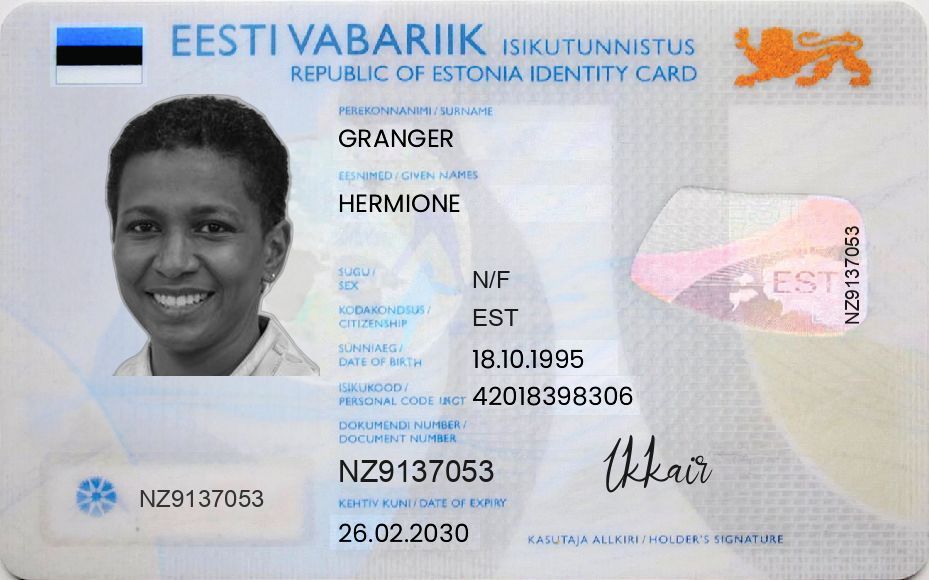 EESTI VABARIIK ISIKUTUNNISTUS
REPUBLIC OF ESTONIA IDENTITY CARD
PEREKONNANIMI / SURNAME
GRANGER
EESNIMED / GIVEN NAMES
HERMIONE
SUGU / SEX
N/F
KODAKONDSUS / CITIZENSHIP
EST
SÜNNIAEG / DATE OF BIRTH
18.10.1995
ISIKUKOOD / PERSONAL CODE
42018398306
DOKUMENDI NUMBER / DOCUMENT NUMBER
NZ9137053
KEHTIV KUNI / DATE OF EXPIRY
26.02.2030
NZ9137053
EST
NZ9137053
KASUTAJA ALLKIRI / HOLDER'S SIGNATURE